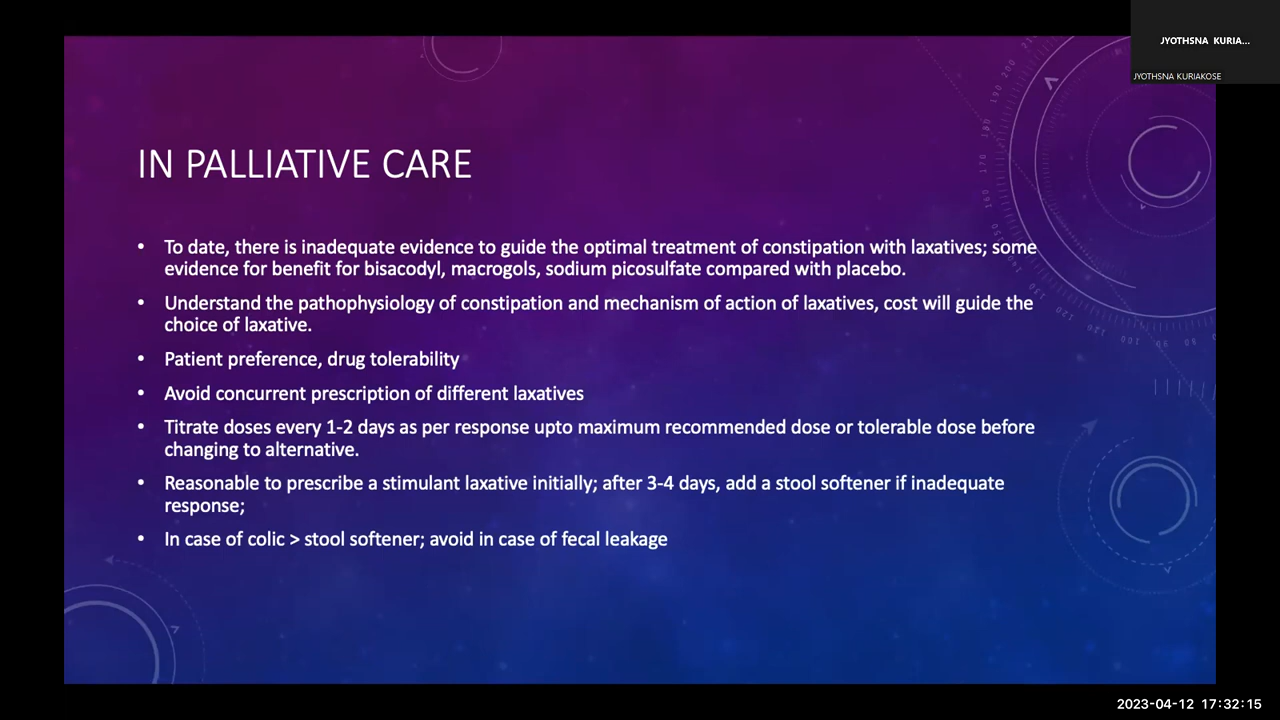 JYOTHSNA KURIA...
JYOTHSNA KURIAKOSE
IN PALLIATIVE CARE
• To date, there is inadequate evidence to guide the optimal treatment of constipation with laxatives; some
evidence for benefit for bisacodyl, macrogols, sodium picosulfate compared with placebo.
• Understand the pathophysiology of constipation and mechanism of action of laxatives, cost will guide the
choice of laxative.
• Patient preference, drug tolerability
• Avoid concurrent prescription of different laxatives
• Titrate doses every 1-2 days as per response upto maximum recommended dose or tolerable dose before
changing to alternative.
• Reasonable to prescribe a stimulant laxative initially; after 3-4 days, add a stool softener if inadequate
response;
• In case of colic > stool softener; avoid in case of fecal leakage
2023-04-12 17:32:15